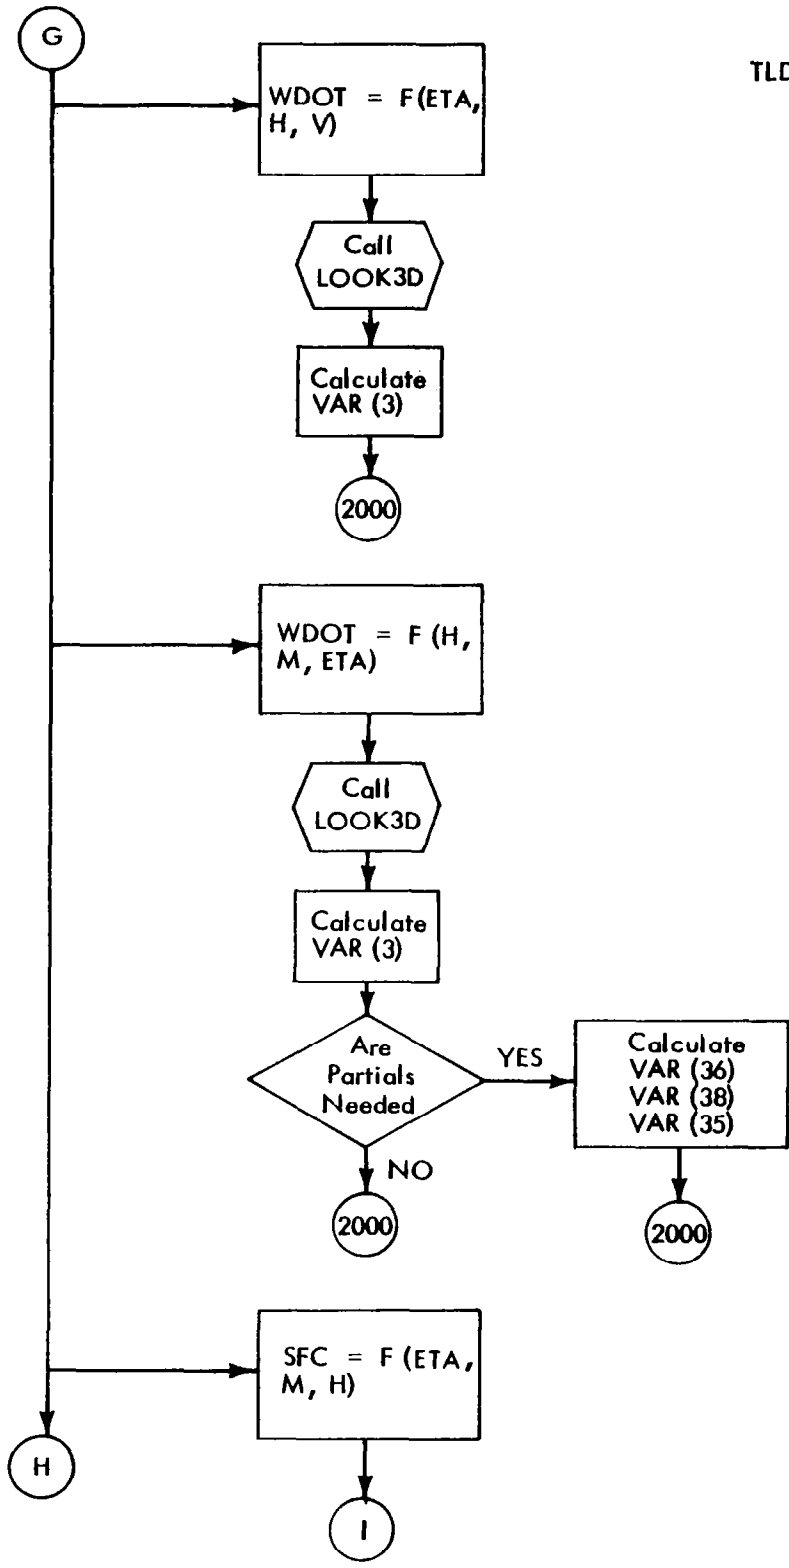 G
TLD
WDOT = F(ETA,
H, V)
Call
LOOK3D
Calculate
VAR (3)
2000
WDOT = F (H,
M, ETA)
Call
LOOK3D
Calculate
VAR (3)
Are
Partials
Needed
YES
Calculate
VAR (36)
VAR (38)
VAR (35)
NO
2000
2000
SFC = F (ETA,
M, H)
H
I